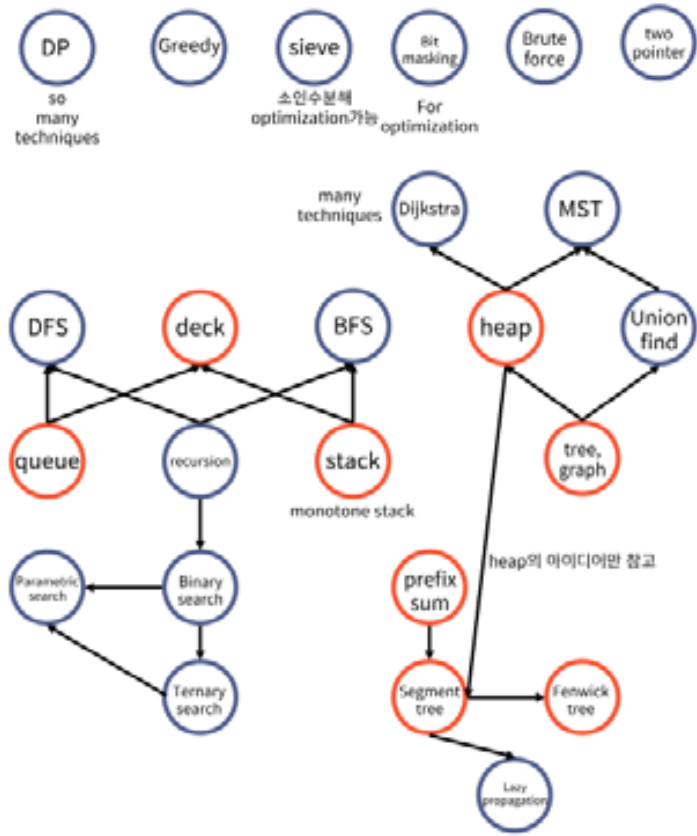 DP
Greedy
sieve
Bit
masking
Brute
force
two
pointer
so
many
techniques
소인수분해
optimization가능
For
optimization
many
techniques
Dijkstra
MST
DFS
deck
BFS
heap
Union
find
queue
recursion
stack
tree,
graph
monotone stack
Parametric
search
Binary
search
prefix
sum
heap의 아이디어만 참고
Ternary
search
Segment
tree
Fenwick
tree
Lazy
propagation